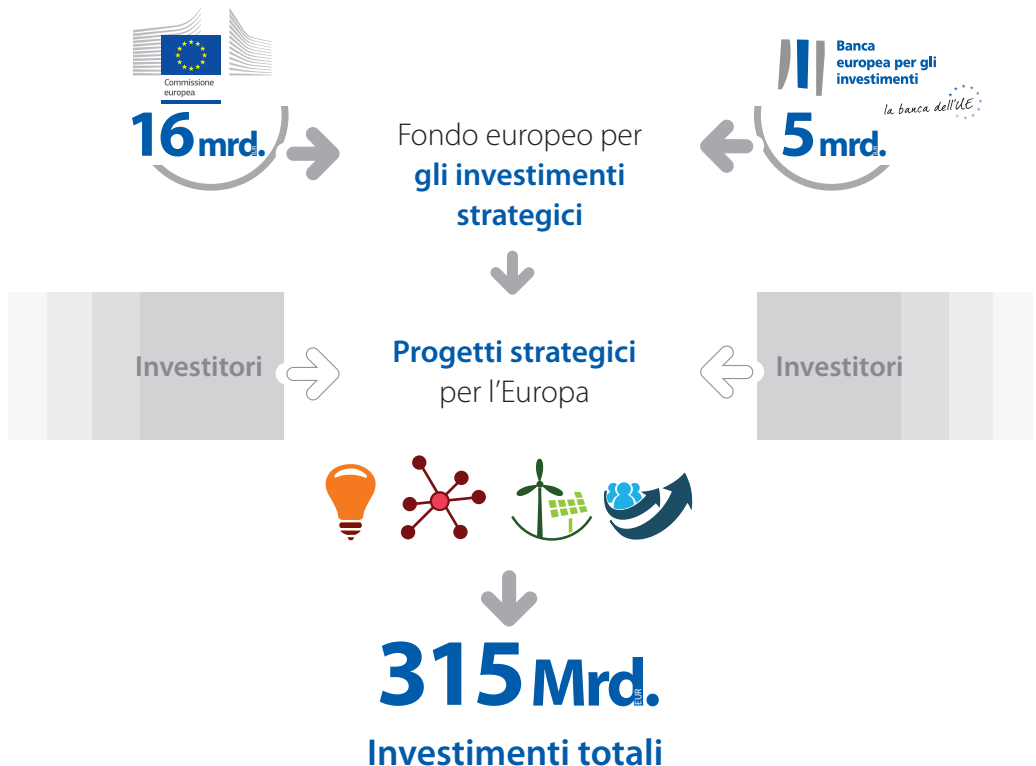 Commissione
europea
16 mrd.
EUR
Banca
europea per gli
investimenti
la banca dell'UE
5 mrd.
EUR
Fondo europeo per
gli investimenti
strategici
Investitori
Progetti strategici
per l'Europa
Investitori
315 Mrd.
EUR
Investimenti totali